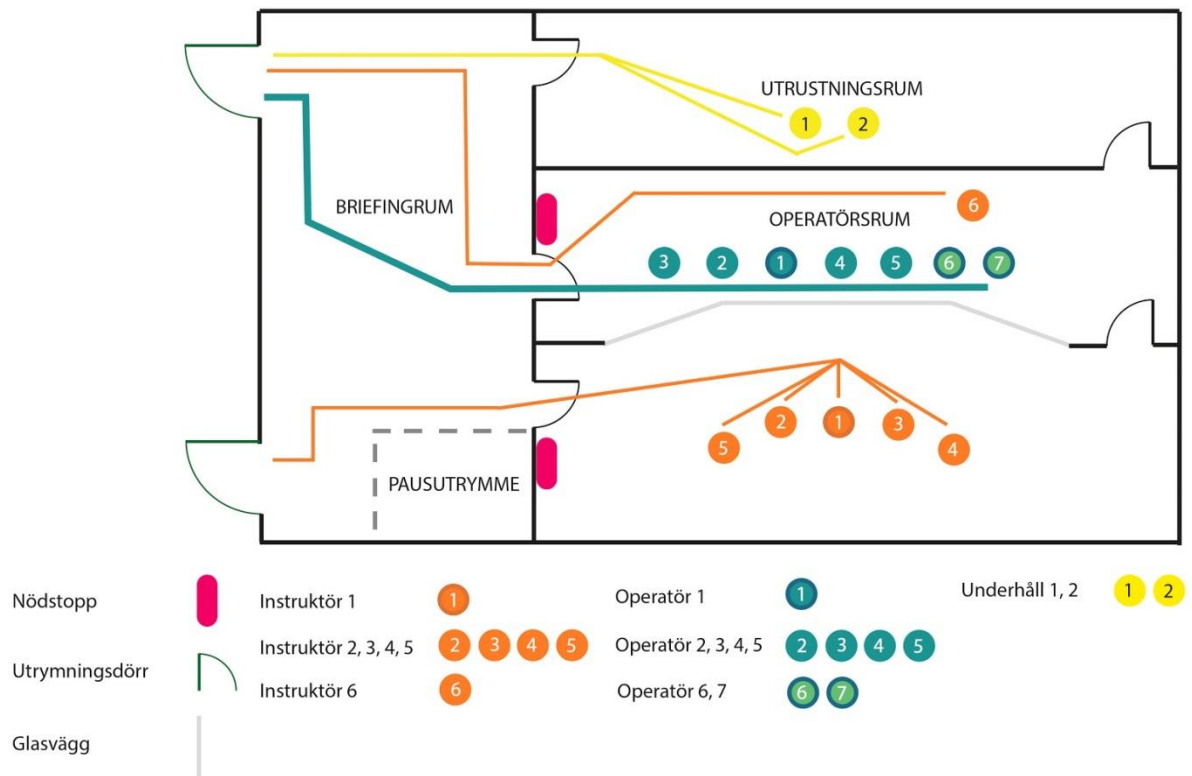 UTRUSTNINGSRUM
1 2
BRIEFINGRUM
6
OPERATÖRSRUM
3 2 1 4 5 6 7
5 2 1 3 4
PAUSUTRYMME
Nödstopp
Instruktör 1 1
Operatör 1 1
Underhåll 1, 2 1 2
Instruktör 2, 3, 4, 5 2 3 4 5
Operatör 2, 3, 4, 5 2 3 4 5
Utrymningsdörr
Instruktör 6 6
Operatör 6, 7 6 7
Glasvägg